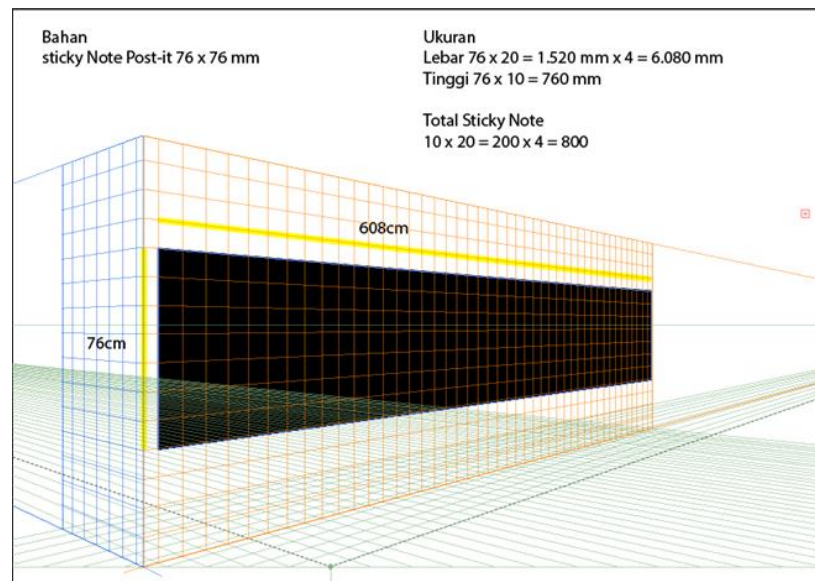 Bahan
sticky Note Post-it 76 x 76 mm
Ukuran
Lebar 76 x 20 = 1.520 mm x 4 = 6.080 mm
Tinggi 76 x 10 = 760 mm
Total Sticky Note
10 x 20 = 200 x 4 = 800
608cm
76cm